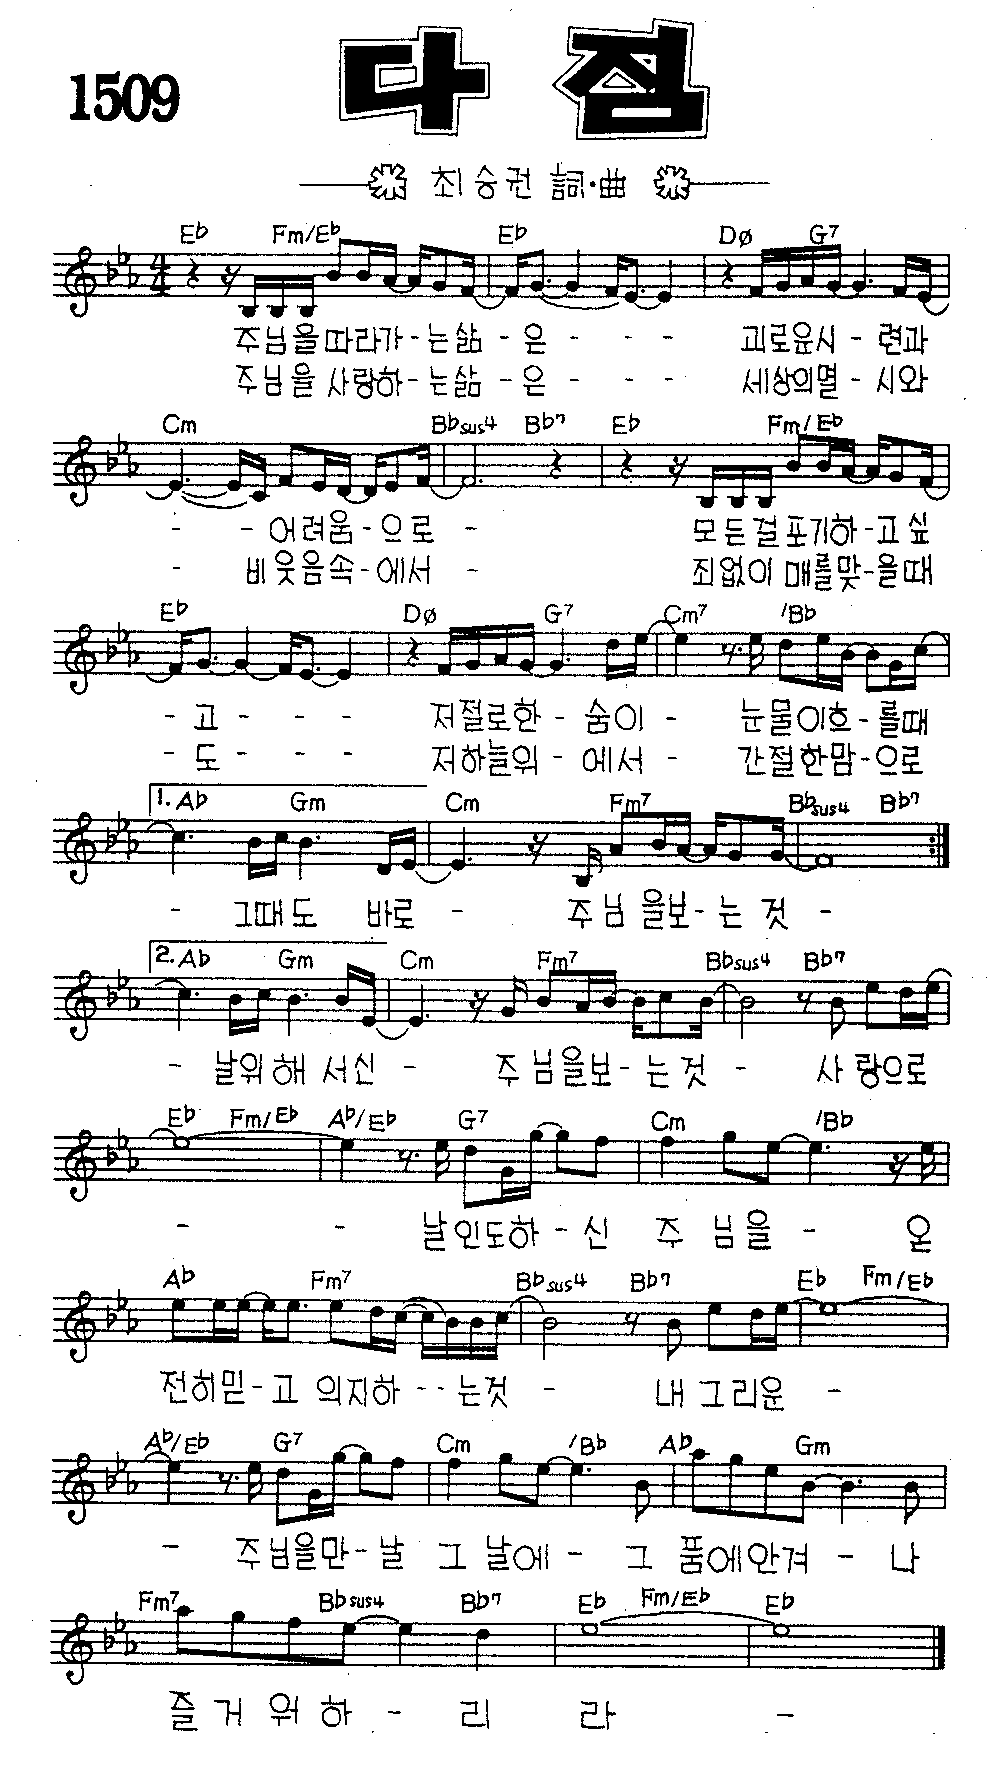 1509
다짐
최승권 詞·曲
Eb Fm/Eb Eb Dø G7
주님을따라가-는삶-은- - - 괴로운시-련과
주님을사랑하-는삶-은- - - 세상의멸-시와
Cm Bbsus4 Bb7 Eb Fm/Eb
- -어려움-으로 - 모든걸포기하-고싶
- 비웃음속-에서 - 죄없이매를맞-을때
Eb Dø G7 Cm7 /Bb
-고- - - 저절로한-숨이- 눈물이흐-를때
-도- - - 저하늘위-에서- 간절한맘-으로
1. Ab Gm Cm Fm7 Bbsus4 Bb7
- 그때도 바로 - 주님을보-는것 -
2. Ab Gm Cm Fm7 Bbsus4 Bb7
- 날위해서신 - 주님을보-는것 - 사랑으로
Eb Fm/Eb Ab/Eb G7 Cm /Bb
- - 날인도하-신 주님을 - 온
Ab Fm7 Bbsus4 Bb7 Eb Fm/Eb
전히믿-고 의지하--는것 - 내그리운 -
Ab/Eb G7 Cm /Bb Ab Gm
- 주님을만-날 그날에- 그품에안겨 - 나
Fm7 Bbsus4 Bb7 Eb Fm/Eb Eb
즐거워하 - 리 라 -